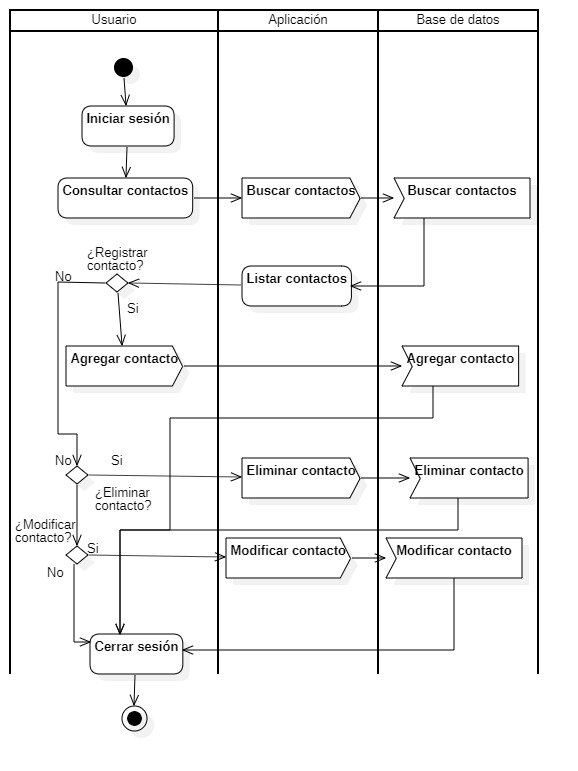 Usuario
Aplicación
Base de datos
Iniciar sesión
Consultar contactos
Buscar contactos
Buscar contactos
¿Registrar
contacto?
No
Listar contactos
Si
Agregar contacto
Agregar contacto
No
Si
Eliminar contacto
Eliminar contacto
¿Eliminar
contacto?
¿Modificar
contacto?
Si
Modificar contacto
Modificar contacto
No
Cerrar sesión